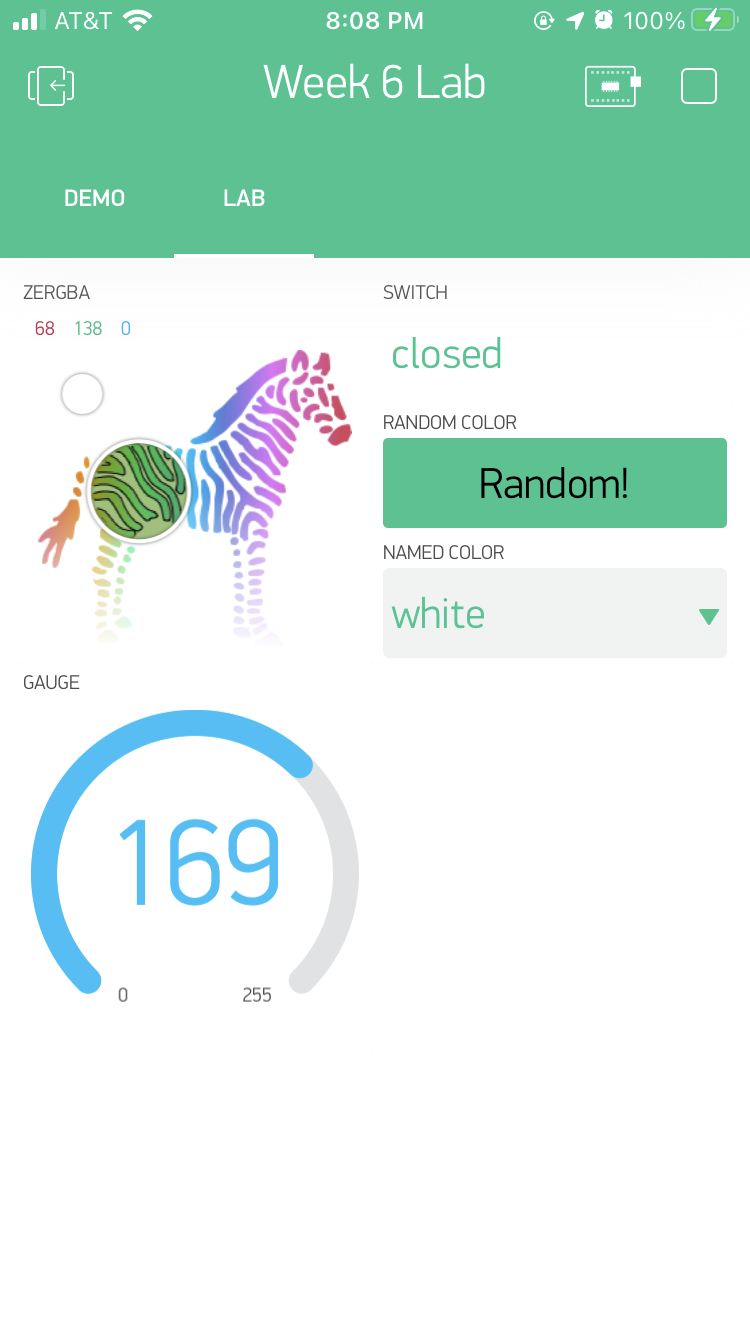 AT&T 8:08 PM 100%
Week 6 Lab
DEMO LAB
ZERGBA
68 138 0
SWITCH
closed
RANDOM COLOR
Random!
NAMED COLOR
white
GAUGE
169
0 255